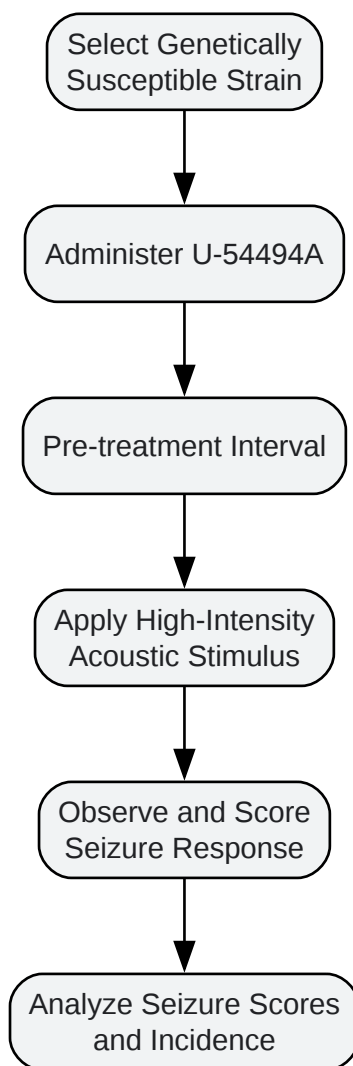 Select Genetically
Susceptible Strain
Administer U-54494A
Pre-treatment Interval
Apply High-Intensity
Acoustic Stimulus
Observe and Score
Seizure Response
Analyze Seizure Scores
and Incidence